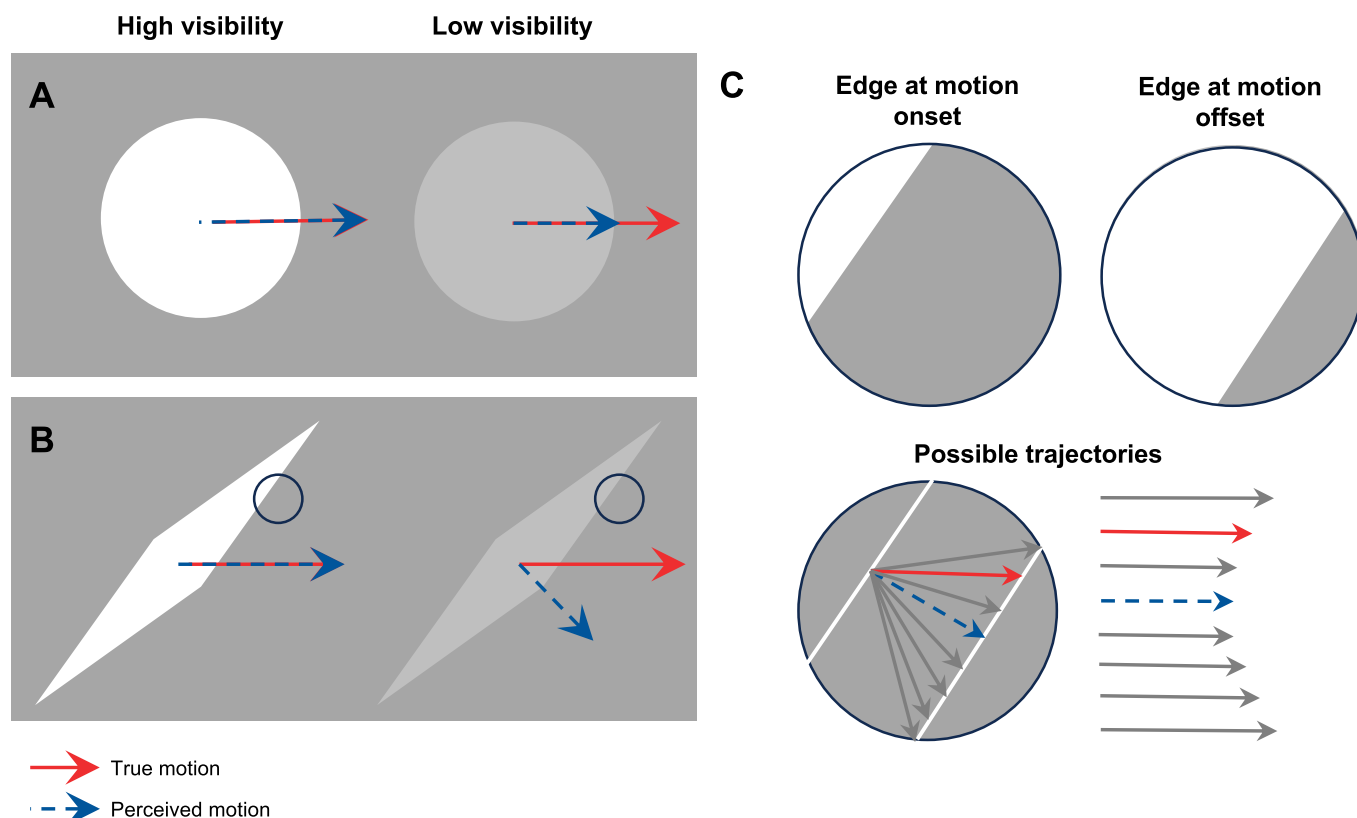 High visibility
Low visibility
A
B
True motion
Perceived motion
C
Edge at motion
onset
Edge at motion
offset
Possible trajectories